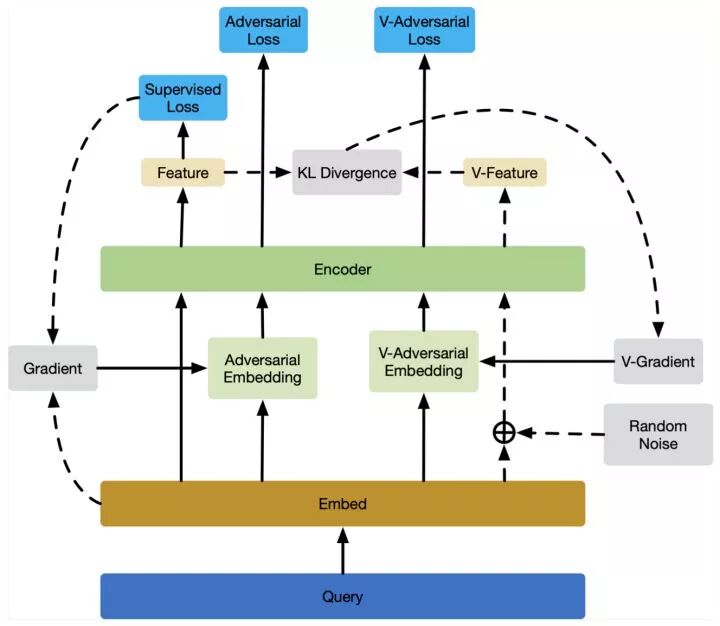 Adversarial
Loss
V-Adversarial
Loss
Supervised
Loss
Feature
KL Divergence
V-Feature
Encoder
Gradient
Adversarial
Embedding
V-Adversarial
Embedding
V-Gradient
Random
Noise
Embed
Query